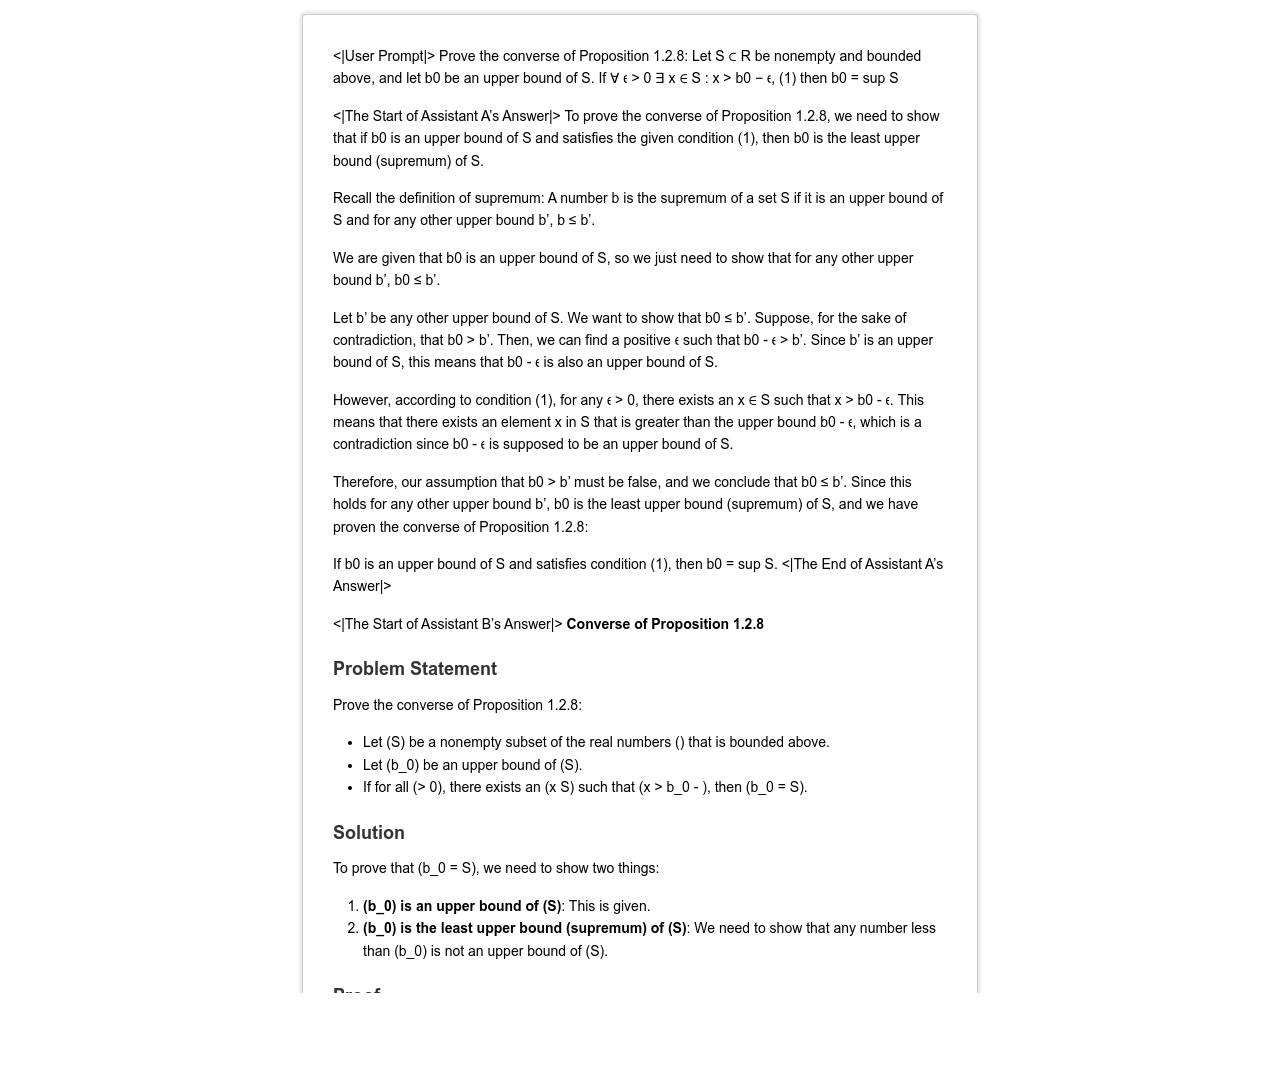 <|User Prompt|> Prove the converse of Proposition 1.2.8: Let S ⊂ R be nonempty and bounded
above, and let b0 be an upper bound of S. If ∀ ϵ > 0 ∃ x ∈ S : x > b0 − ϵ, (1) then b0 = sup S
<|The Start of Assistant A’s Answer|> To prove the converse of Proposition 1.2.8, we need to show
that if b0 is an upper bound of S and satisfies the given condition (1), then b0 is the least upper
bound (supremum) of S.
Recall the definition of supremum: A number b is the supremum of a set S if it is an upper bound of
S and for any other upper bound b’, b ≤ b’.
We are given that b0 is an upper bound of S, so we just need to show that for any other upper
bound b’, b0 ≤ b’.
Let b’ be any other upper bound of S. We want to show that b0 ≤ b’. Suppose, for the sake of
contradiction, that b0 > b’. Then, we can find a positive ϵ such that b0 - ϵ > b’. Since b’ is an upper
bound of S, this means that b0 - ϵ is also an upper bound of S.
However, according to condition (1), for any ϵ > 0, there exists an x ∈ S such that x > b0 - ϵ. This
means that there exists an element x in S that is greater than the upper bound b0 - ϵ, which is a
contradiction since b0 - ϵ is supposed to be an upper bound of S.
Therefore, our assumption that b0 > b’ must be false, and we conclude that b0 ≤ b’. Since this
holds for any other upper bound b’, b0 is the least upper bound (supremum) of S, and we have
proven the converse of Proposition 1.2.8:
If b0 is an upper bound of S and satisfies condition (1), then b0 = sup S. <|The End of Assistant A’s
Answer|>
<|The Start of Assistant B’s Answer|> Converse of Proposition 1.2.8
Problem Statement
Prove the converse of Proposition 1.2.8:
• Let (S) be a nonempty subset of the real numbers () that is bounded above.
• Let (b_0) be an upper bound of (S).
• If for all (> 0), there exists an (x S) such that (x > b_0 - ), then (b_0 = S).
Solution
To prove that (b_0 = S), we need to show two things:
1. (b_0) is an upper bound of (S): This is given.
2. (b_0) is the least upper bound (supremum) of (S): We need to show that any number less
than (b_0) is not an upper bound of (S).
Proof